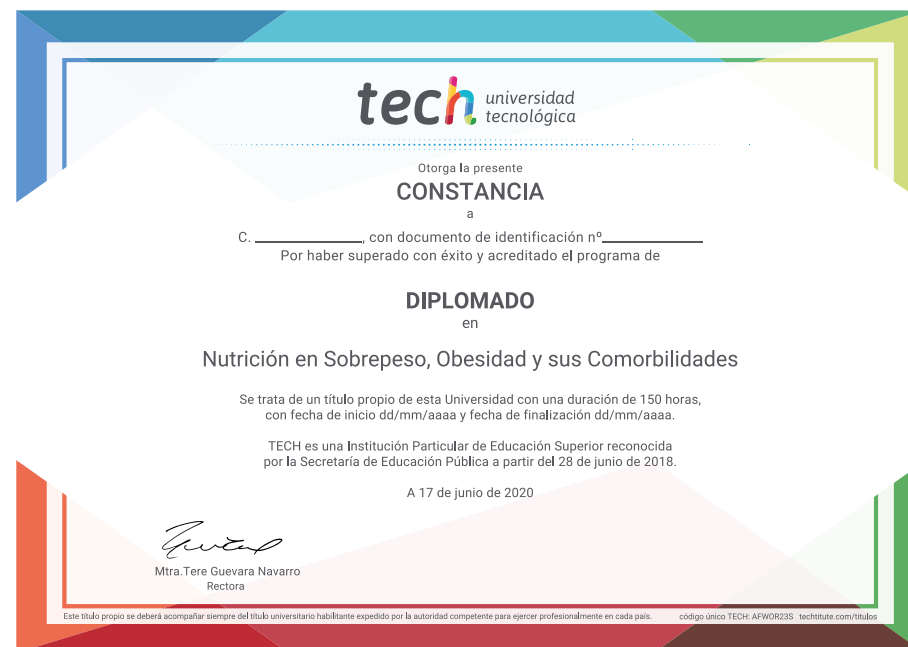 tech universidad
tecnológica
Otorga la presente
CONSTANCIA
a
C. ____________, con documento de identificación nº____________
Por haber superado con éxito y acreditado el programa de
DIPLOMADO
en
Nutrición en Sobrepeso, Obesidad y sus Comorbilidades
Se trata de un título propio de esta Universidad con una duración de 150 horas,
con fecha de inicio dd/mm/aaaa y fecha de finalización dd/mm/aaaa.
TECH es una Institución Particular de Educación Superior reconocida
por la Secretaría de Educación Pública a partir del 28 de junio de 2018.
A 17 de junio de 2020
Mtra.Tere Guevara Navarro
Rectora
Este título propio se deberá acompañar siempre del título universitario habilitante expedido por la autoridad competente para ejercer profesionalmente en cada país. código único TECH: AFWOR23S techtitute.com/titulos